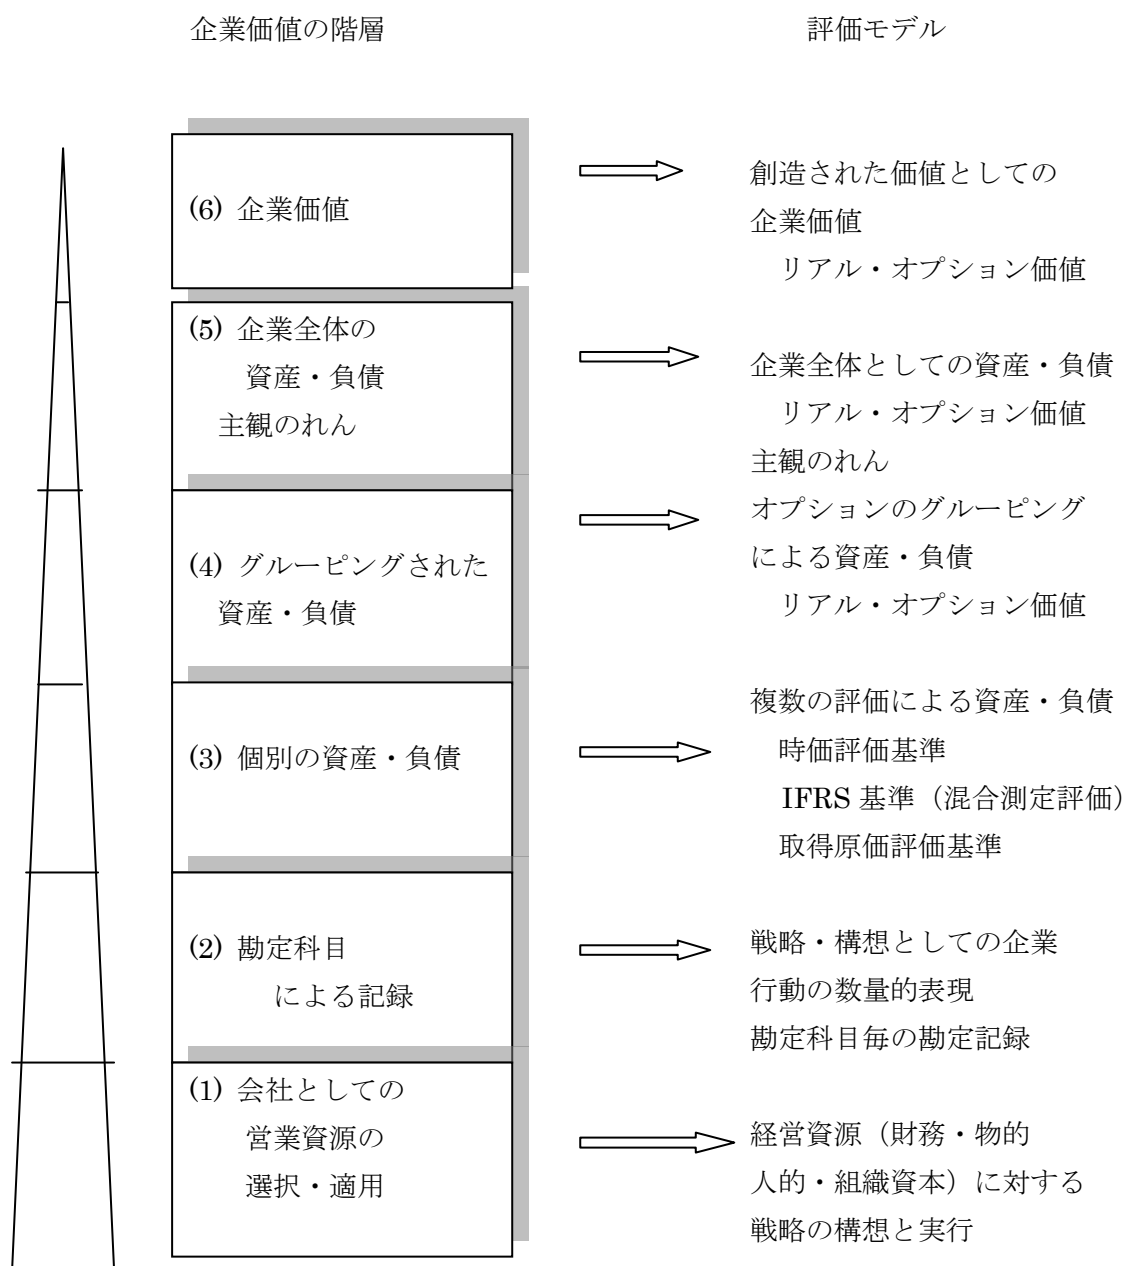 企業価値の階層
評価モデル
(6) 企業価値
創造された価値としての
企業価値
リアル・オプション価値
(5) 企業全体の
資産・負債
主観のれん
企業全体としての資産・負債
リアル・オプション価値
主観のれん
(4) グルーピングされた
資産・負債
オプションのグルーピング
による資産・負債
リアル・オプション価値
(3) 個別の資産・負債
複数の評価による資産・負債
時価評価基準
IFRS 基準（混合測定評価）
取得原価評価基準
(2) 勘定科目
による記録
戦略・構想としての企業
行動の数量的表現
勘定科目毎の勘定記録
(1) 会社としての
営業資源の
選択・適用
経営資源（財務・物的
人的・組織資本）に対する
戦略の構想と実行